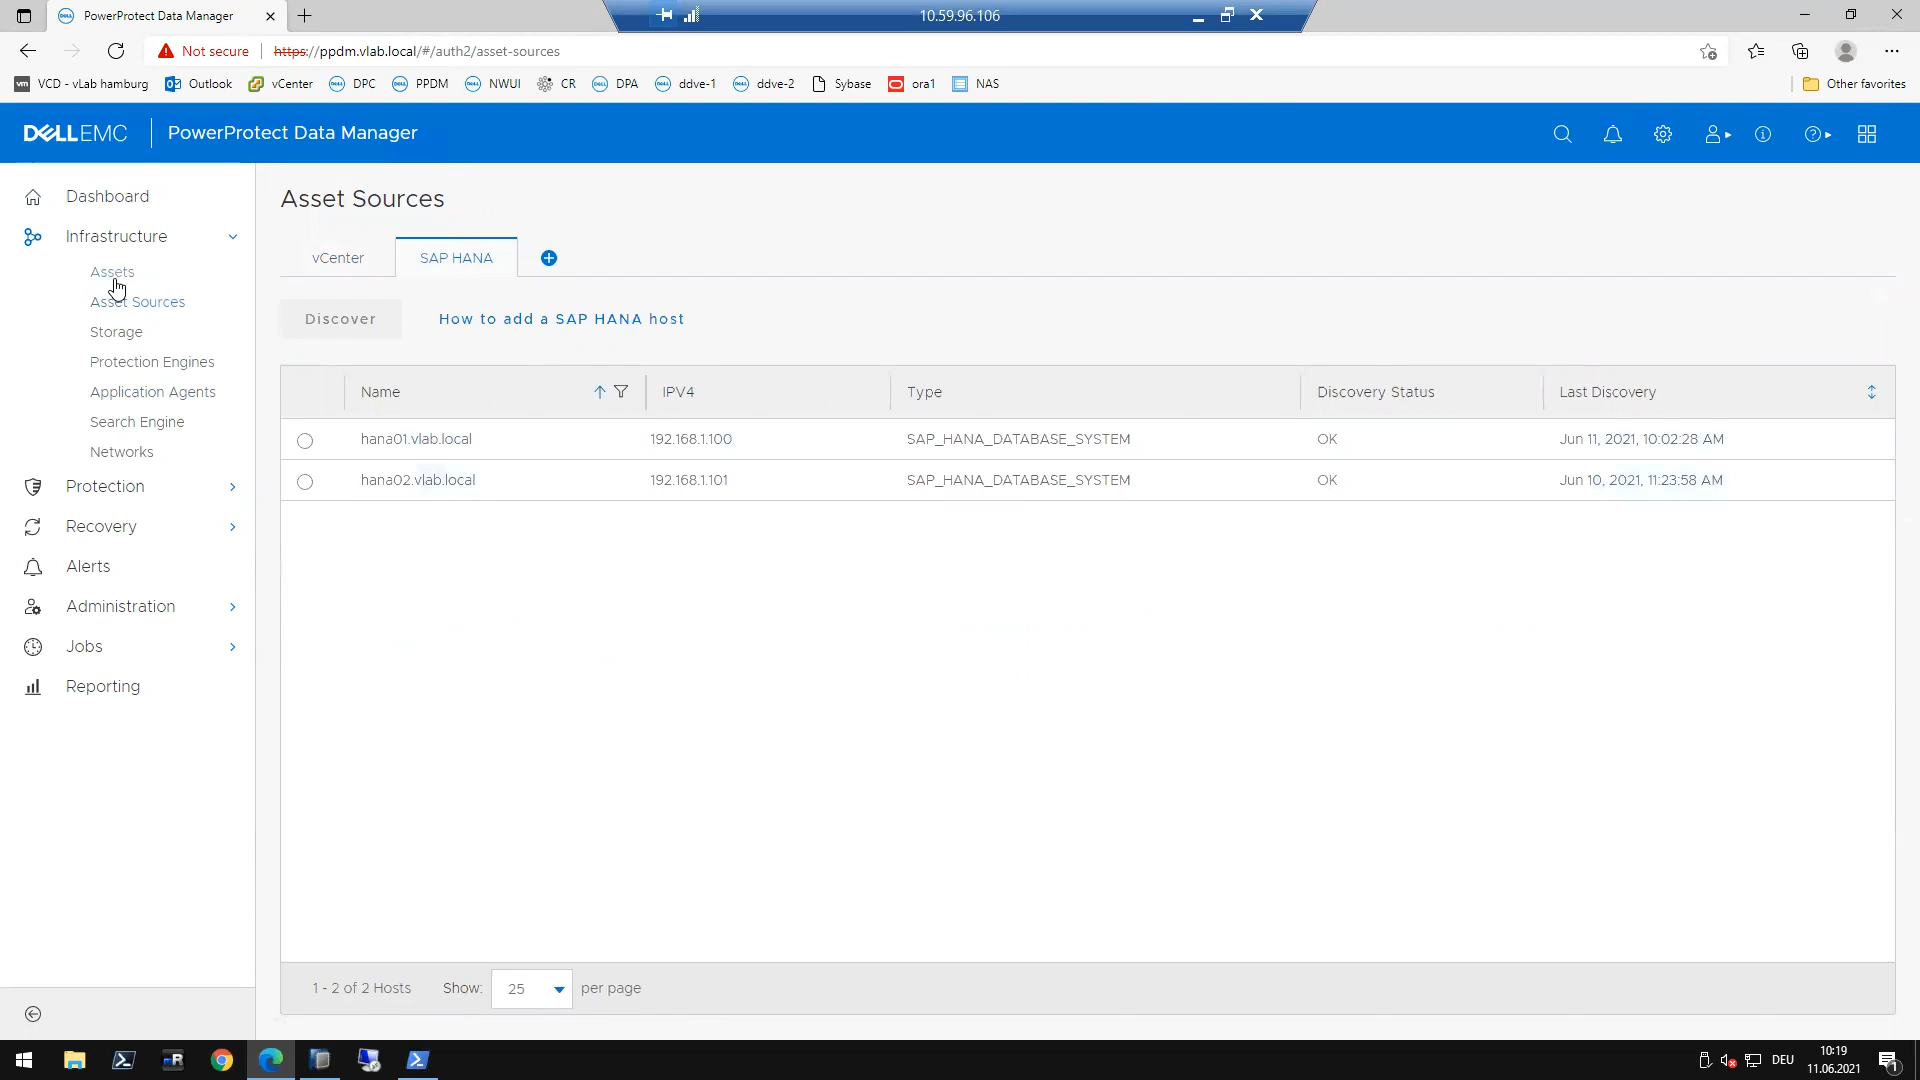 PowerProtect Data Manager
10.59.96.106
Not secure
https://ppdm.vlab.local/#/auth2/asset-sources
VCD - vLab hamburg
Outlook
vCenter
DPC
PPDM
NWUI
CR
DPA
ddve-1
ddve-2
Sybase
ora1
NAS
Other favorites
DELLEMC
PowerProtect Data Manager
Dashboard
Infrastructure
Assets
Asset Sources
Storage
Protection Engines
Application Agents
Search Engine
Networks
Protection
Recovery
Alerts
Administration
Jobs
Reporting
Asset Sources
vCenter
SAP HANA
Discover
How to add a SAP HANA host
Name
IPV4
Type
Discovery Status
Last Discovery
hana01.vlab.local
192.168.1.100
SAP_HANA_DATABASE_SYSTEM
OK
Jun 11, 2021, 10:02:28 AM
hana02.vlab.local
192.168.1.101
SAP_HANA_DATABASE_SYSTEM
OK
Jun 10, 2021, 11:23:58 AM
1 - 2 of 2 Hosts
Show:
25
per page
DEU
10:19
11.06.2021
1